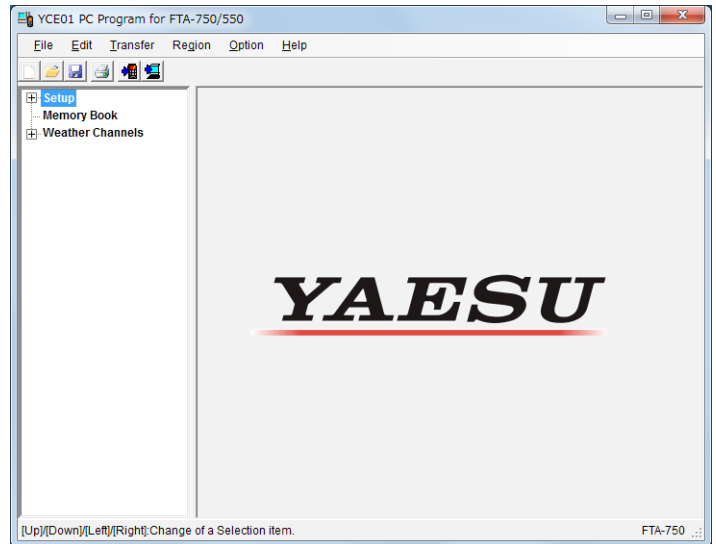 YCE01 PC Program for FTA-750/550
File Edit Transfer Region Option Help
Setup
Memory Book
Weather Channels
YAESU
[Up]/[Down]/[Left]/[Right]:Change of a Selection item. FTA-750